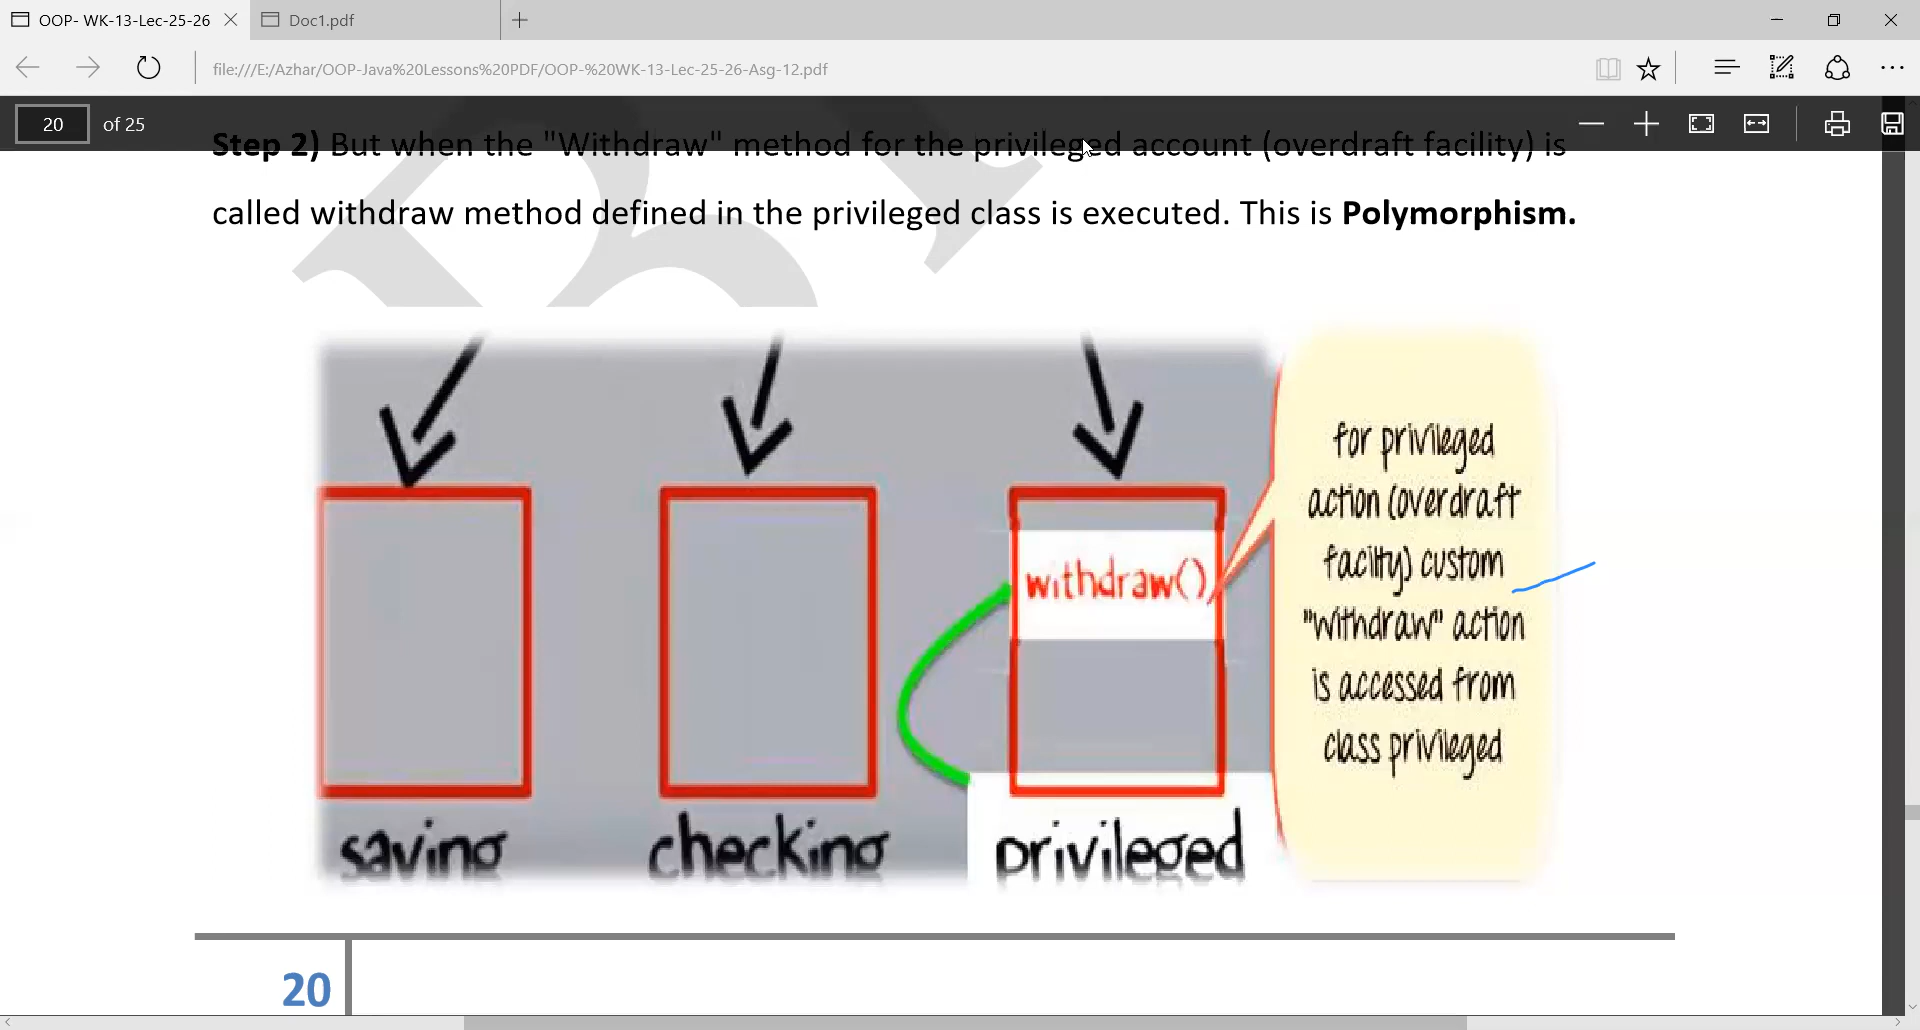 OOP- WK-13-Lec-25-26
Doc1.pdf
file:///E:/Azhar/OOP-Java%20Lessons%20PDF/OOP-%20WK-13-Lec-25-26-Asg-12.pdf
20 of 25
Step 2) But when the "Withdraw" method for the privileged account (overdraft facility) is
called withdraw method defined in the privileged class is executed. This is Polymorphism.
for privileged
action (overdraft
facilty) custom
"withdraw" action
is accessed from
class privileged
withdraw()
saving
checking
privileged
20